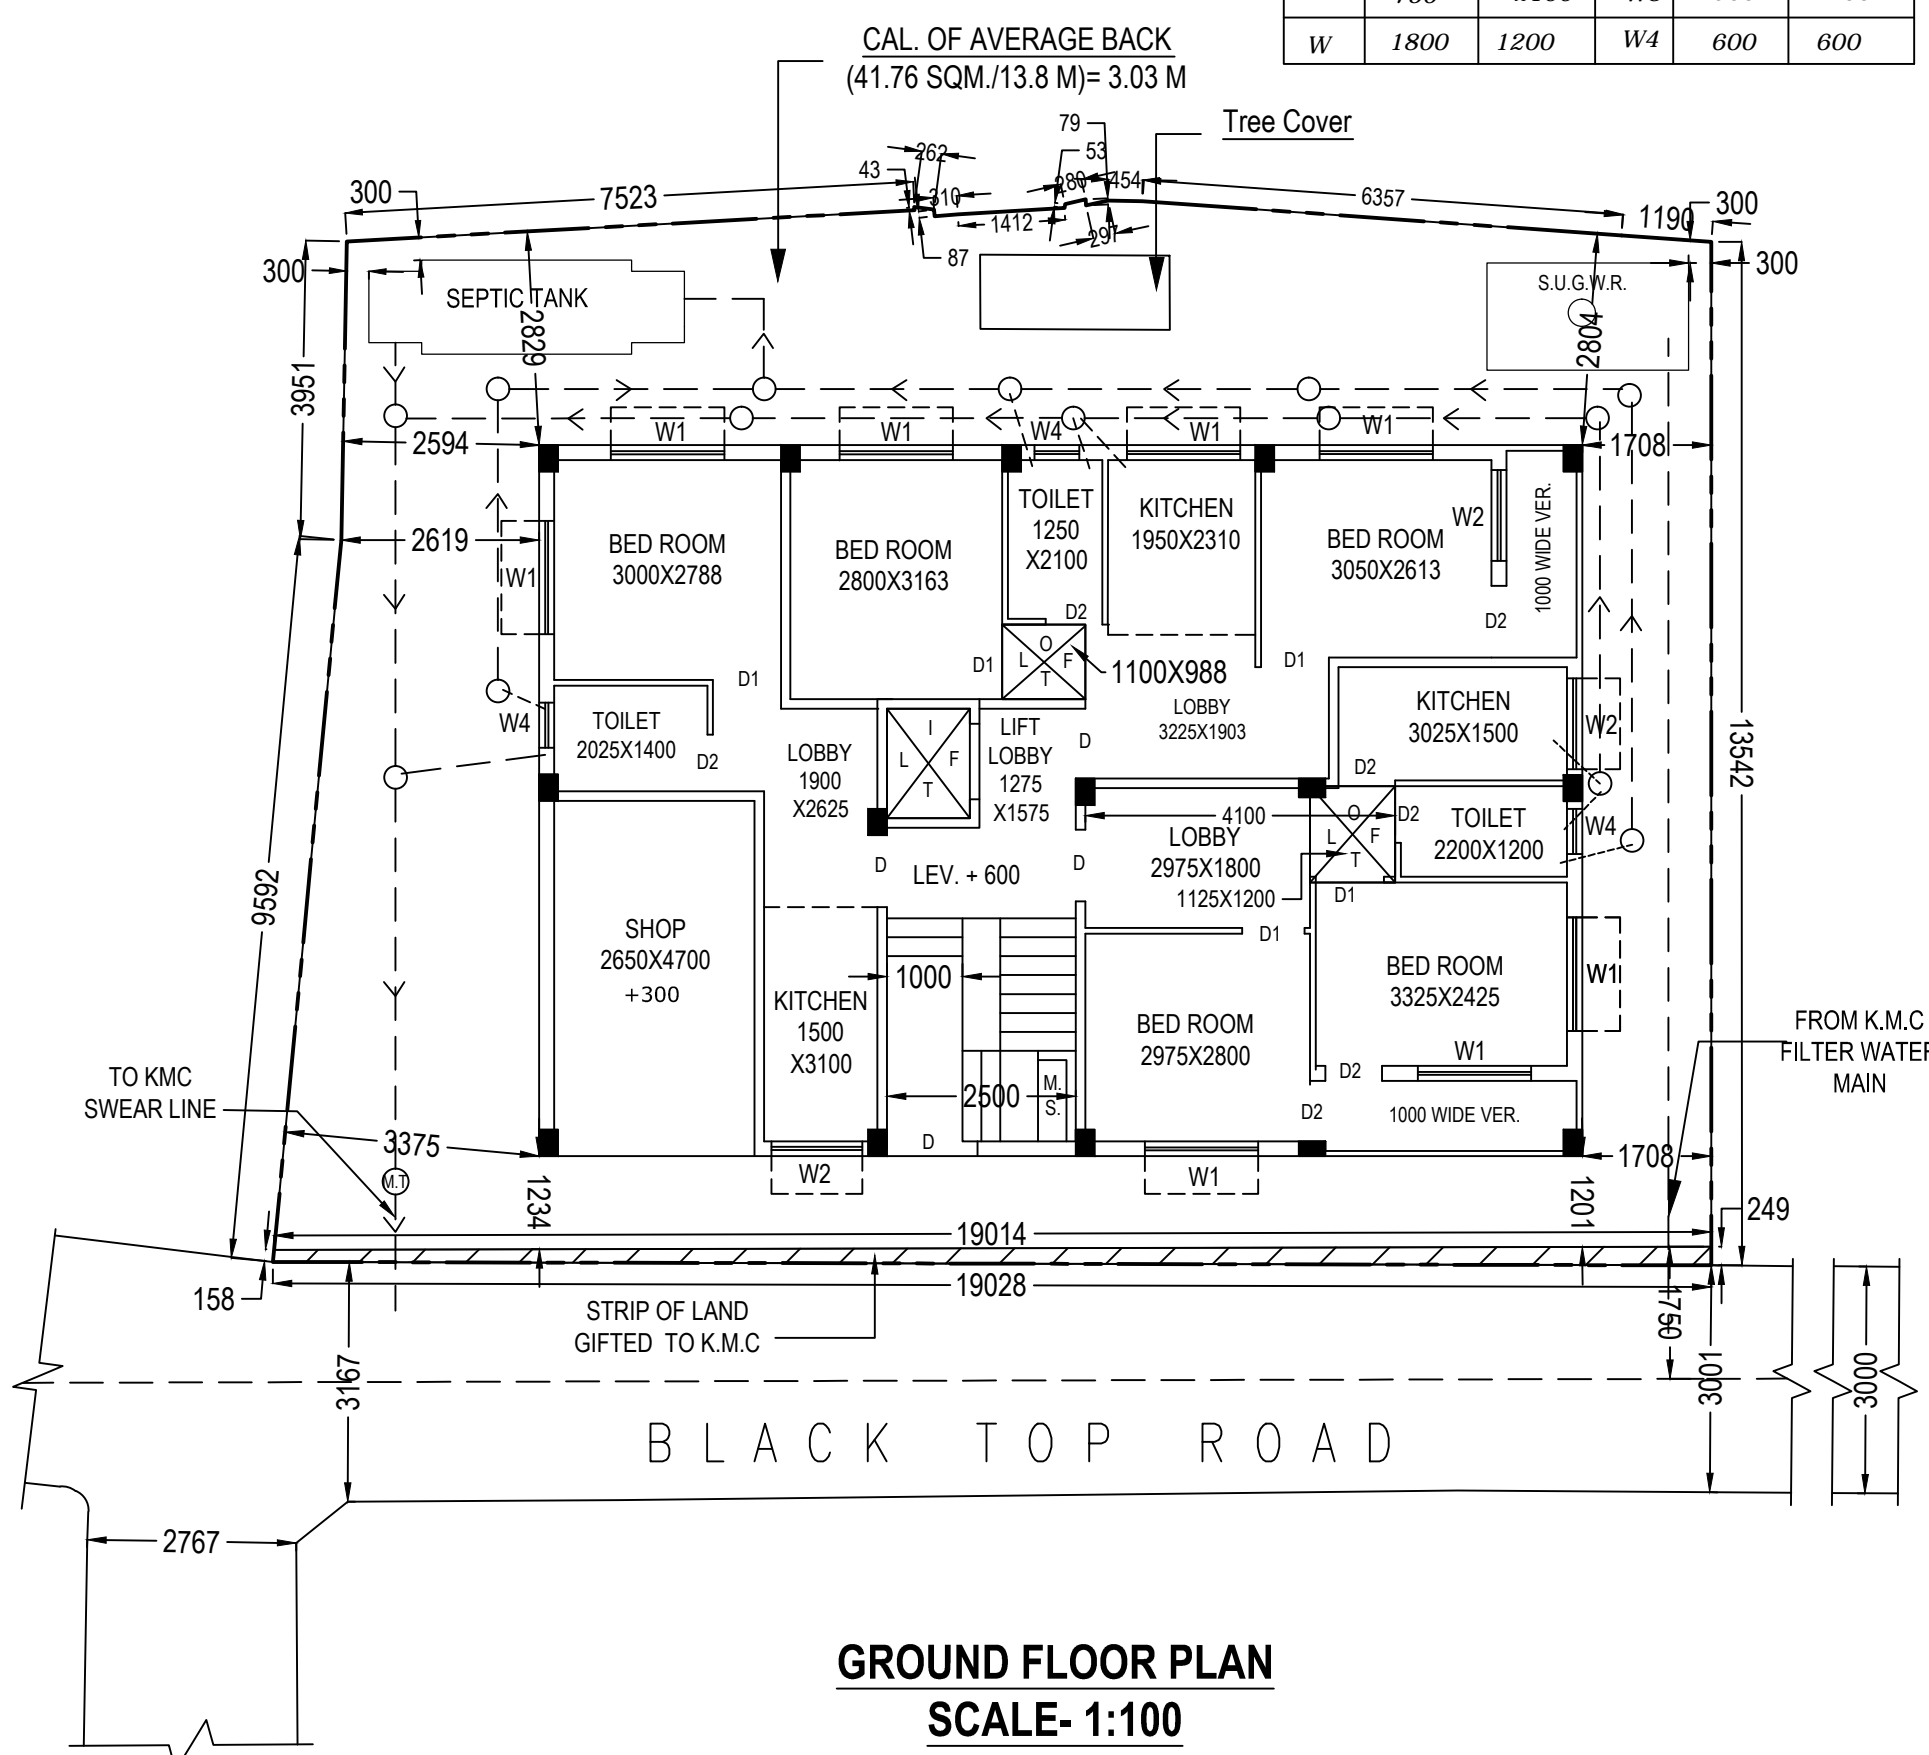 W 1800 1200 W4 600 600
CAL. OF AVERAGE BACK
(41.76 SQM./13.8 M)= 3.03 M
Tree Cover
79
53
262
43
300
7523
310
280
454
6357
1190
300
1412
297
87
300
300
SEPTIC TANK
S.U.G.W.R.
2829
2804
3951
2594
W1
W1
W4
W1
W1
1708
TOILET
1250
X2100
KITCHEN
1950X2310
W2
1000 WIDE VER.
2619
BED ROOM
3000X2788
BED ROOM
2800X3163
BED ROOM
3050X2613
W1
D2
D2
D1
D1
L O F T
1100X988
D1
W4
TOILET
2025X1400
D2
LOBBY
1900
X2625
L I F T
LIFT
LOBBY
1275
X1575
D
LOBBY
3225X1903
KITCHEN
3025X1500
W2
D2
13542
4100
L O F T
D2
TOILET
2200X1200
W4
LOBBY
2975X1800
1125X1200
D
LEV. + 600
D
D1
9592
SHOP
2650X4700
+300
D1
1000
KITCHEN
1500
X3100
BED ROOM
2975X2800
BED ROOM
3325X2425
W1
W1
FROM K.M.C
FILTER WATER
MAIN
TO KMC
SWEAR LINE
2500
M.
S.
D2
D2
1000 WIDE VER.
3375
D
M.T
W2
W1
1708
1234
1201
249
19014
158
19028
STRIP OF LAND
GIFTED TO K.M.C
1750
3167
3001
3000
BLACK TOP ROAD
2767
GROUND FLOOR PLAN
SCALE- 1:100